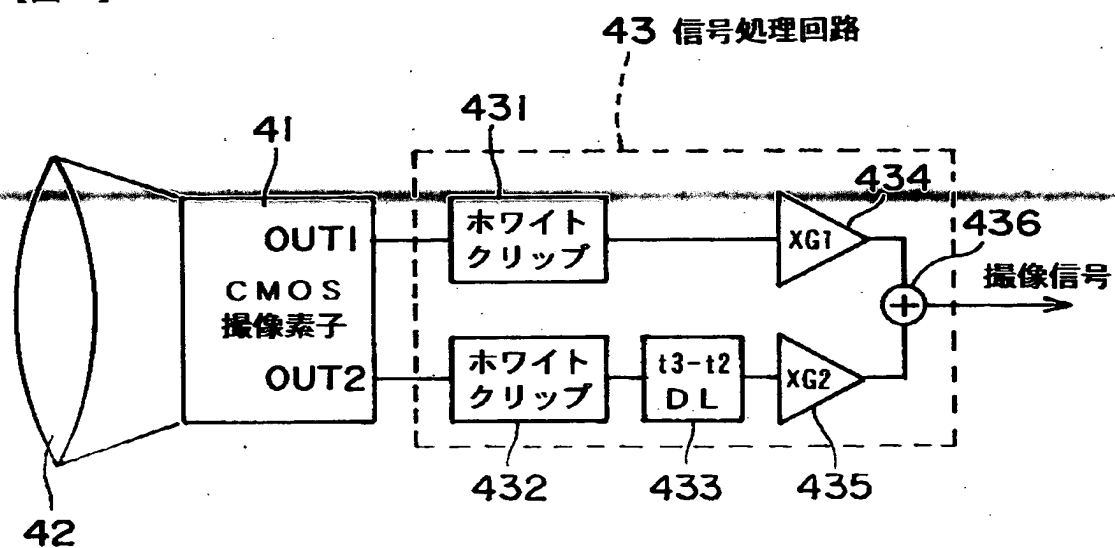 43 信号処理回路
431
41
434
ホワイト
クリップ
XG1
436
OUT1
CMOS
撮像素子
撮像信号
OUT2
ホワイト
クリップ
t3-t2
DL
XG2
432
433
435
42